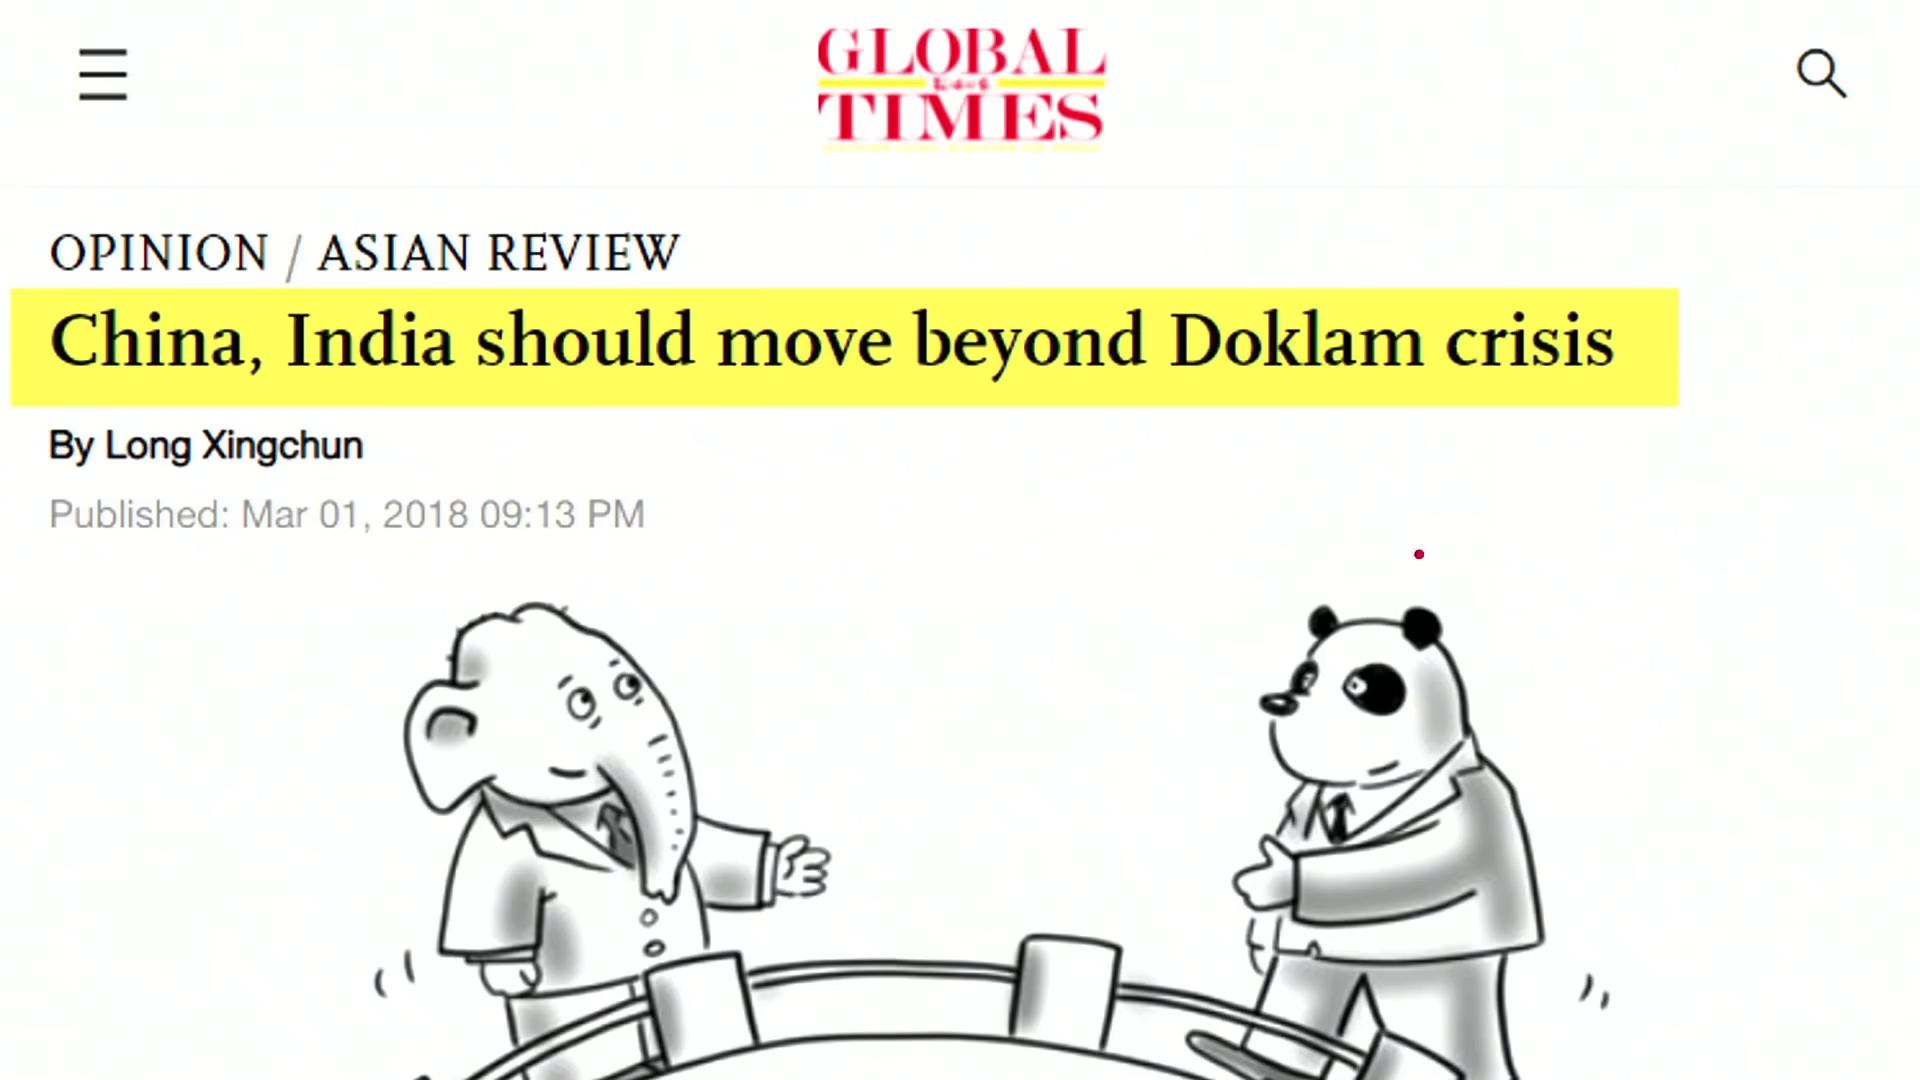 GLOBAL
TIMES
OPINION / ASIAN REVIEW
China, India should move beyond Doklam crisis
By Long Xingchun
Published: Mar 01, 2018 09:13 PM